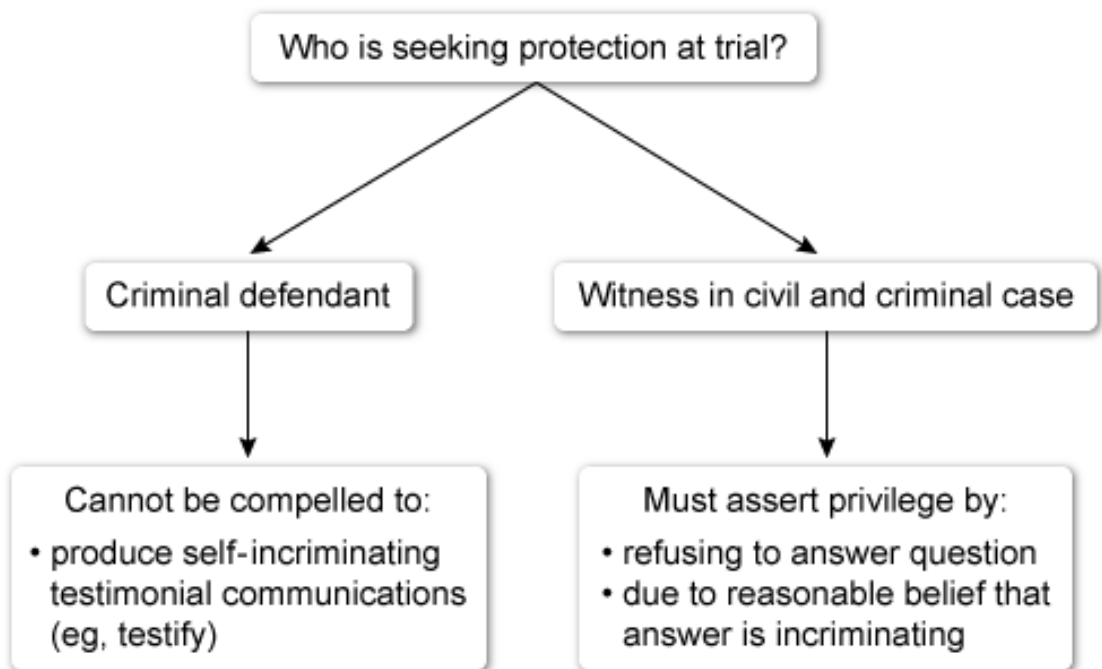 Who is seeking protection at trial?
Criminal defendant
Witness in civil and criminal case
Cannot be compelled to:
• produce self-incriminating
testimonial communications
(eg, testify)
Must assert privilege by:
• refusing to answer question
• due to reasonable belief that
answer is incriminating